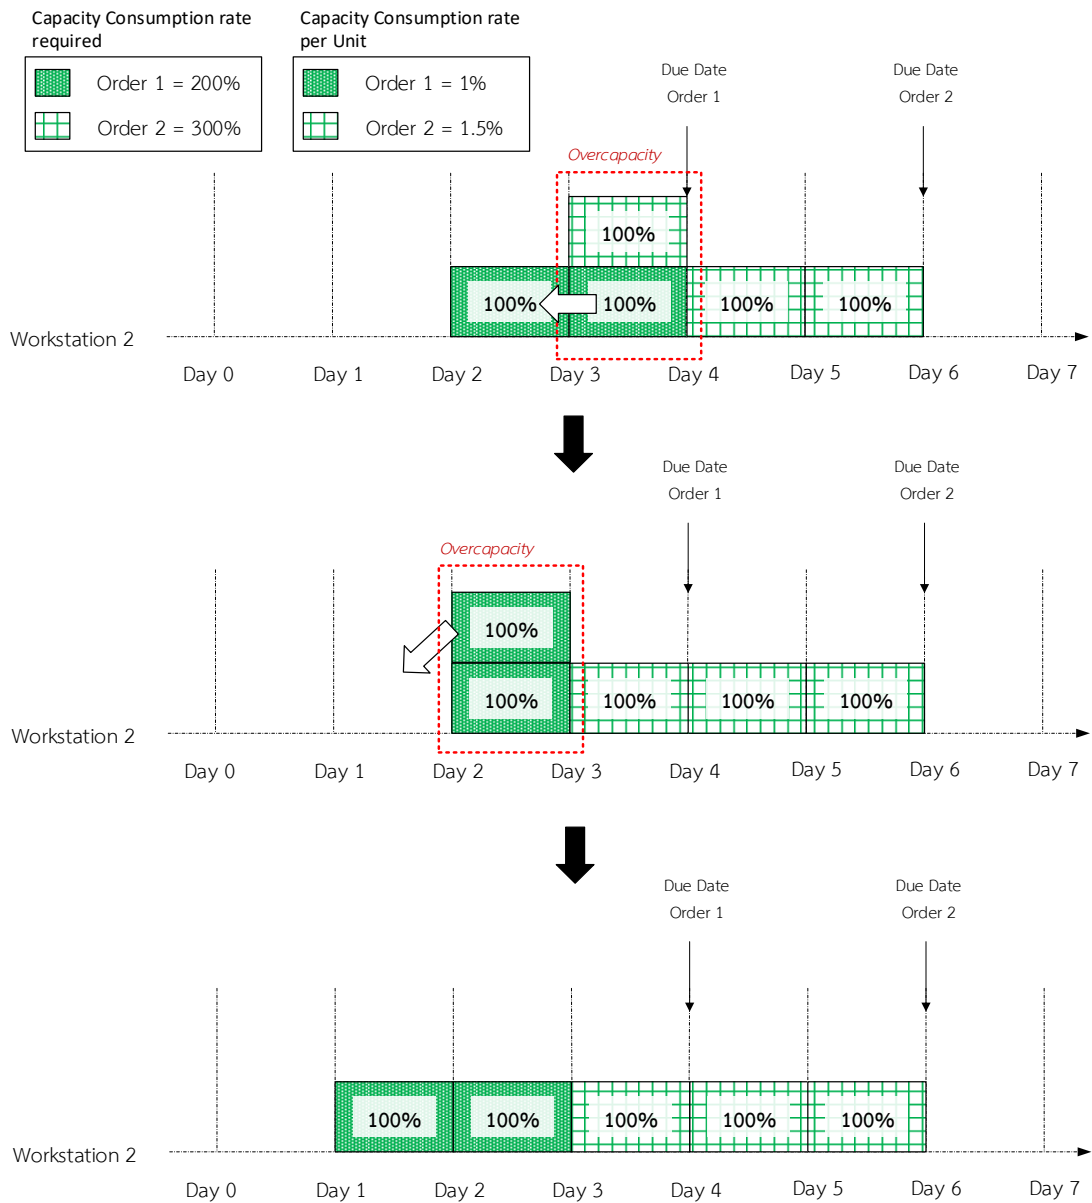 Capacity Consumption rate
required
Order 1 = 200%
Order 2 = 300%
Capacity Consumption rate
per Unit
Order 1 = 1%
Order 2 = 1.5%
Due Date
Order 1
Due Date
Order 2
Overcapacity
100%
100%
100%
100%
100%
Workstation 2
Day 0
Day 1
Day 2
Day 3
Day 4
Day 5
Day 6
Day 7
Due Date
Order 1
Due Date
Order 2
Overcapacity
100%
100%
100%
100%
100%
Workstation 2
Day 0
Day 1
Day 2
Day 3
Day 4
Day 5
Day 6
Day 7
Due Date
Order 1
Due Date
Order 2
100%
100%
100%
100%
100%
Workstation 2
Day 0
Day 1
Day 2
Day 3
Day 4
Day 5
Day 6
Day 7